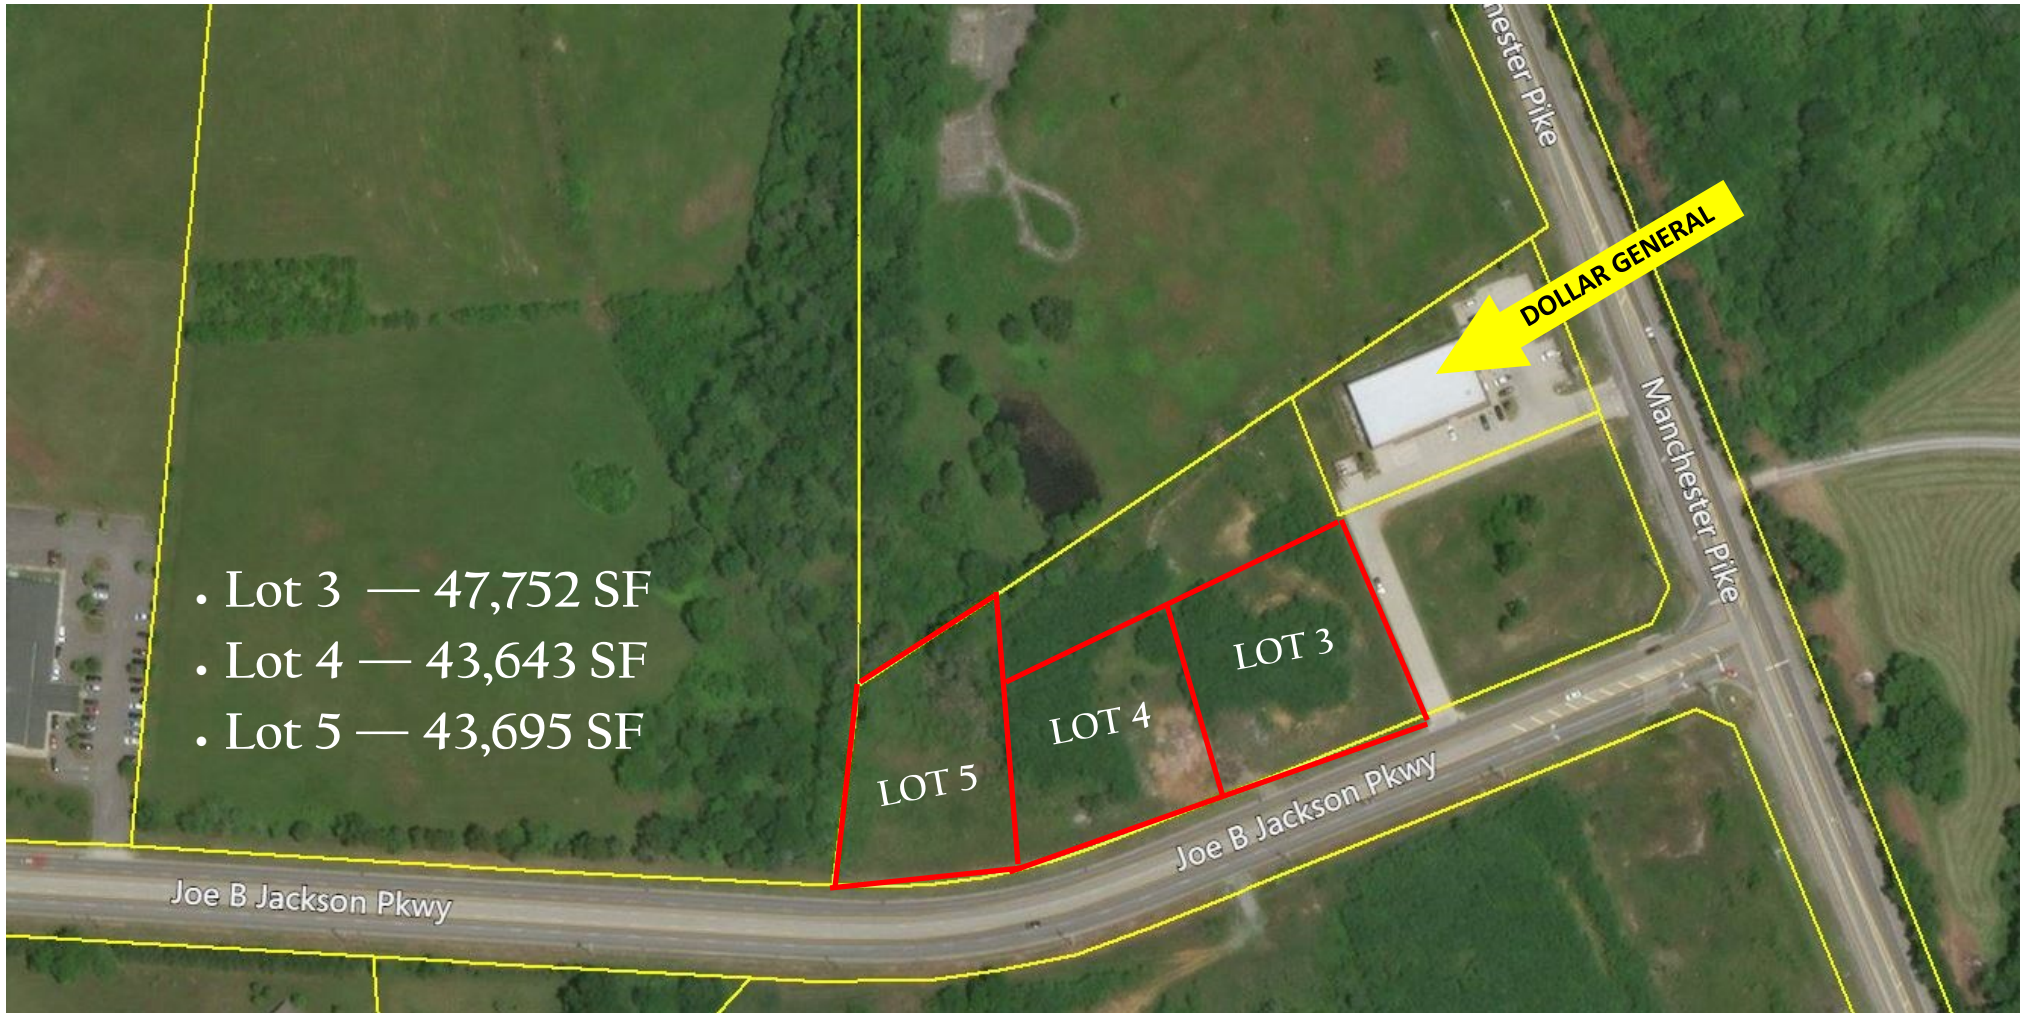 nester Pike
DOLLAR GENERAL
Manchester Pike
• Lot 3 — 47,752 SF
• Lot 4 — 43,643 SF
• Lot 5 — 43,695 SF
LOT 3
LOT 4
LOT 5
Joe B Jackson Pkwy
Joe B Jackson Pkwy